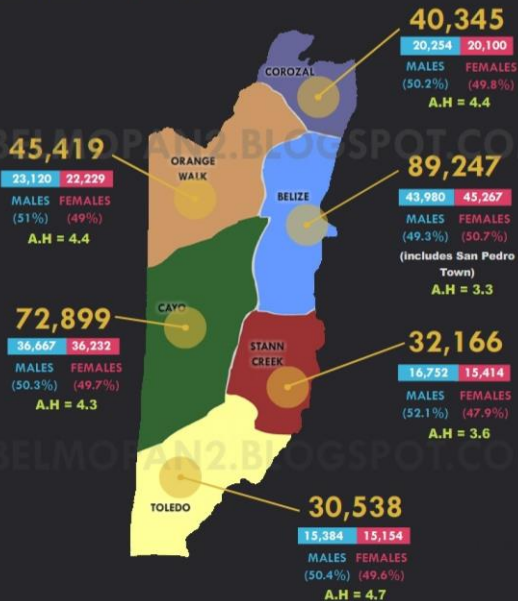 40,345
20,254 20,100
MALES FEMALES
(50.2%) (49.8%)
A.H = 4.4
COROZAL
BELMOPAN2.BLOGSPOT.CO
45,419
23,120 22,229
MALES FEMALES
(51%) (49%)
A.H = 4.4
ORANGE
WALK
BELIZE
89,247
43,980 45,267
MALES FEMALES
(49.3%) (50.7%)
(includes San Pedro
Town)
A.H = 3.3
CAYO
72,899
36,667 36,232
MALES FEMALES
(50.3%) (49.7%)
A.H = 4.3
STANN
CREEK
32,166
16,752 15,414
MALES FEMALES
(52.1%) (47.9%)
A.H = 3.6
BELMOPAN2.BLOGSPOT.CO
TOLEDO
30,538
15,384 15,154
MALES FEMALES
(50.4%) (49.6%)
A.H = 4.7